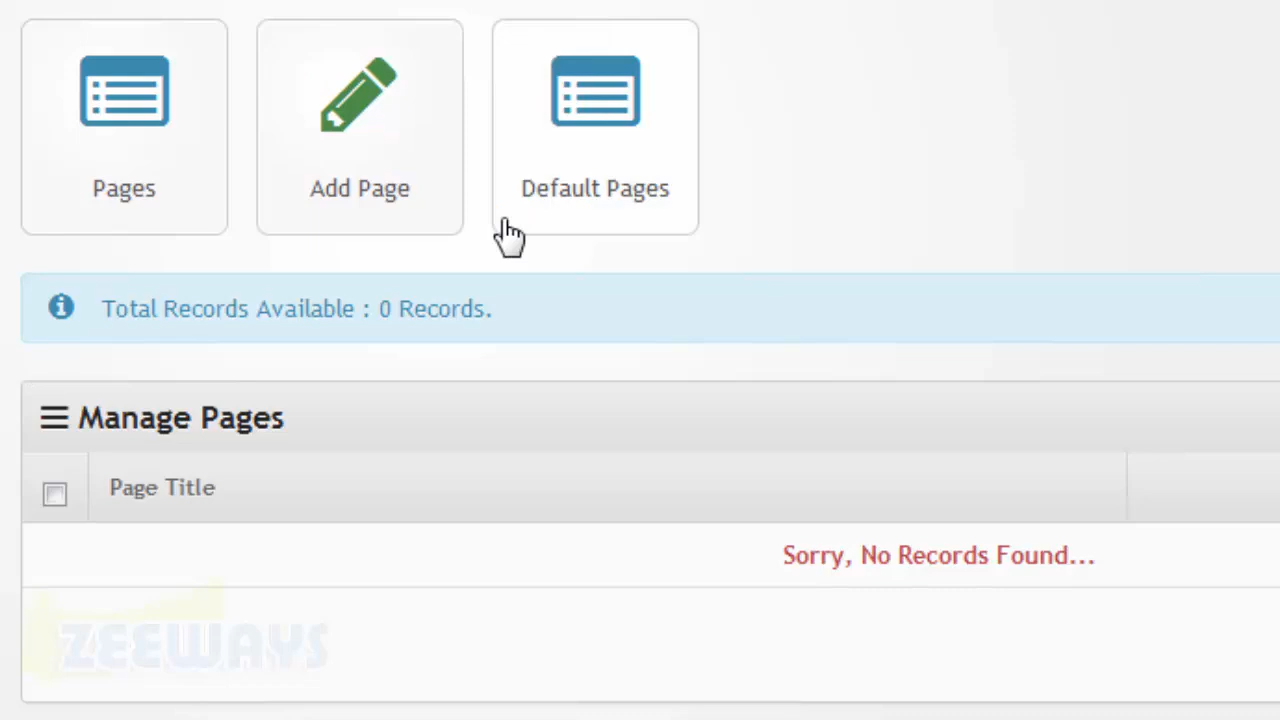 Pages
Add Page
Default Pages
Total Records Available : 0 Records.
Manage Pages
Page Title
Sorry, No Records Found...
ZEEWAYS